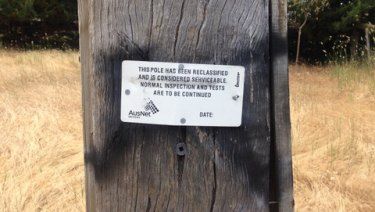 THIS POLE HAS BEEN RECLASSIFIED
AND IS CONSIDERED SERVICEABLE.
NORMAL INSPECTION AND TESTS
ARE TO BE CONTINUED
AusNet
DATE: